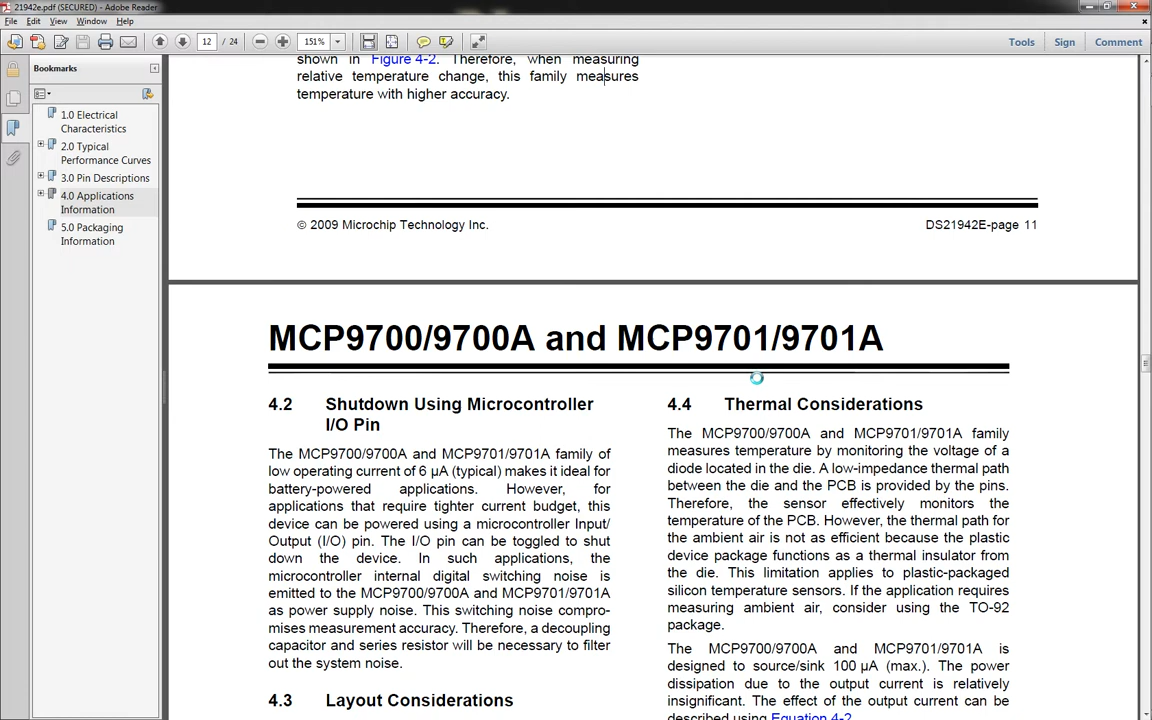 21942e.pdf (SECURED) - Adobe Reader
File Edit View Window Help
12 / 24 151% Tools Sign Comment
Bookmarks
1.0 Electrical
Characteristics
2.0 Typical
Performance Curves
3.0 Pin Descriptions
4.0 Applications
Information
5.0 Packaging
Information
shown in Figure 4-2. Therefore, when measuring
relative temperature change, this family measures
temperature with higher accuracy.
© 2009 Microchip Technology Inc. DS21942E-page 11
MCP9700/9700A and MCP9701/9701A
4.2 Shutdown Using Microcontroller
I/O Pin
The MCP9700/9700A and MCP9701/9701A family of
low operating current of 6 µA (typical) makes it ideal for
battery-powered applications. However, for
applications that require tighter current budget, this
device can be powered using a microcontroller Input/
Output (I/O) pin. The I/O pin can be toggled to shut
down the device. In such applications, the
microcontroller internal digital switching noise is
emitted to the MCP9700/9700A and MCP9701/9701A
as power supply noise. This switching noise compro-
mises measurement accuracy. Therefore, a decoupling
capacitor and series resistor will be necessary to filter
out the system noise.
4.3 Layout Considerations
4.4 Thermal Considerations
The MCP9700/9700A and MCP9701/9701A family
measures temperature by monitoring the voltage of a
diode located in the die. A low-impedance thermal path
between the die and the PCB is provided by the pins.
Therefore, the sensor effectively monitors the
temperature of the PCB. However, the thermal path for
the ambient air is not as efficient because the plastic
device package functions as a thermal insulator from
the die. This limitation applies to plastic-packaged
silicon temperature sensors. If the application requires
measuring ambient air, consider using the TO-92
package.
The MCP9700/9700A and MCP9701/9701A is
designed to source/sink 100 µA (max.). The power
dissipation due to the output current is relatively
insignificant. The effect of the output current can be
described using Equation 4-2.